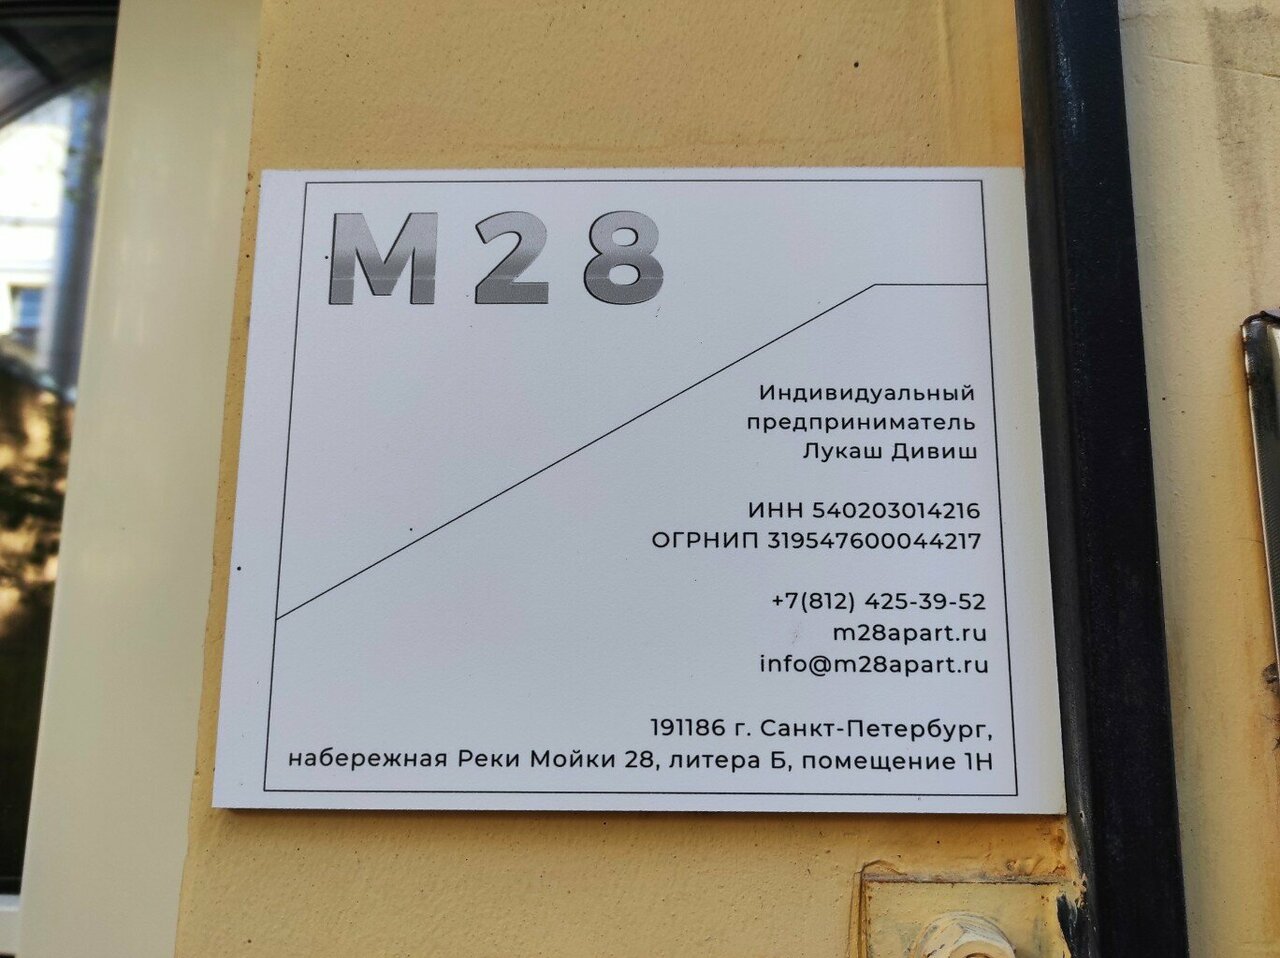 M28
Индивидуальный
предприниматель
Лукаш Дивиш
ИНН 540203014216
ОГРНИП 319547600044217
+7(812) 425-39-52
m28apart.ru
info@m28apart.ru
191186 г. Санкт-Петербург,
набережная Реки Мойки 28, литера Б, помещение 1Н